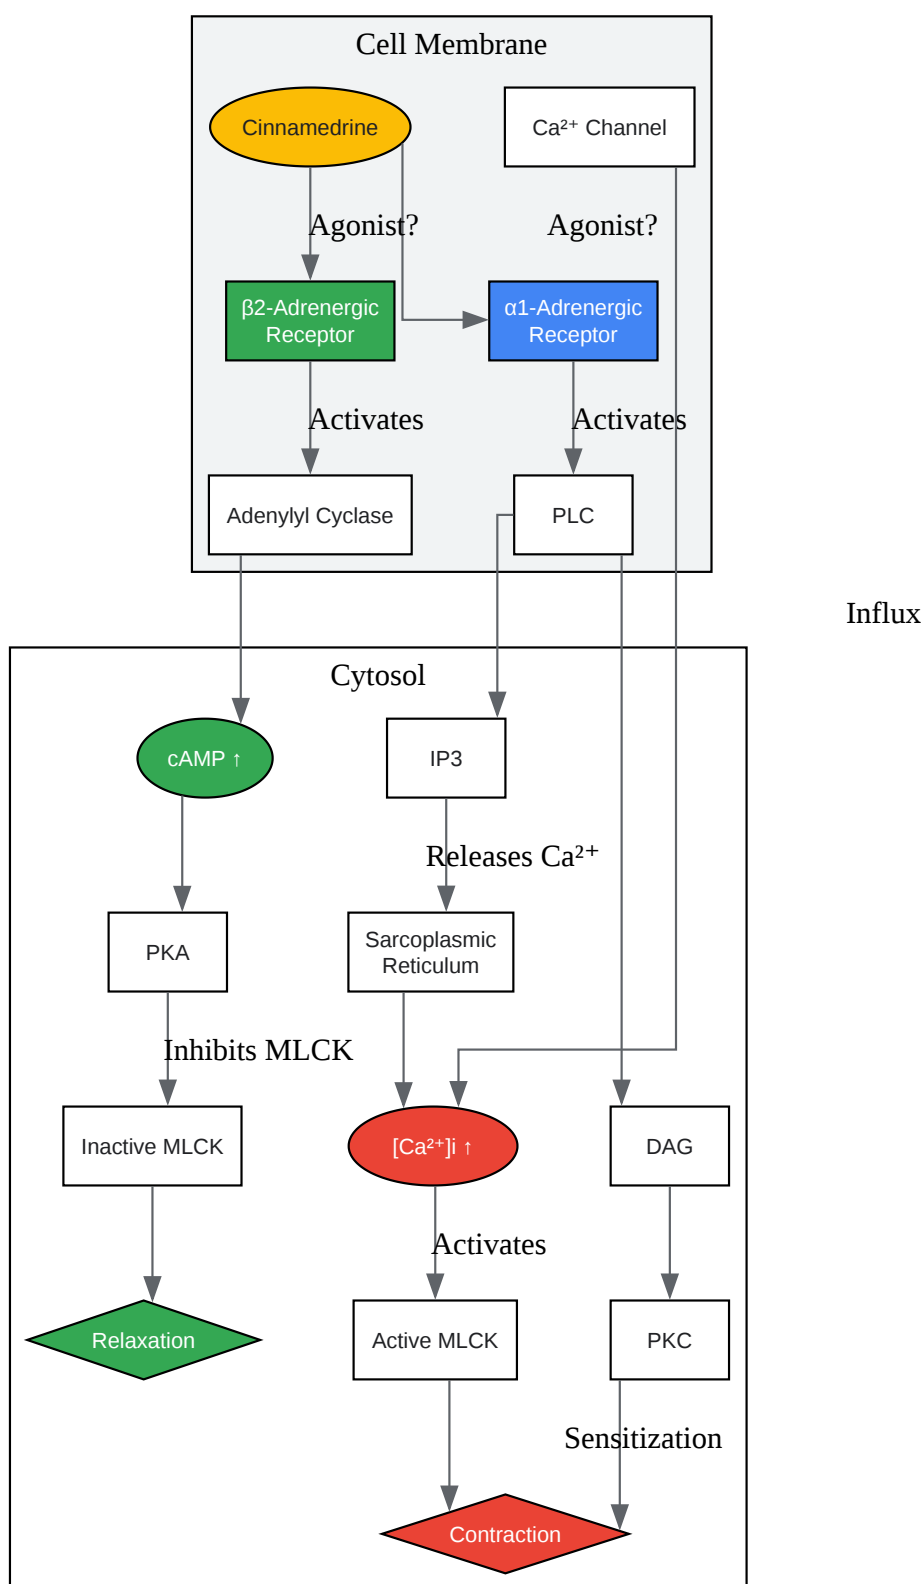 Cell Membrane
Cinnamedrine
Ca²⁺ Channel
Agonist?
Agonist?
β2-Adrenergic
Receptor
α1-Adrenergic
Receptor
Activates
Activates
Adenylyl Cyclase
PLC
Influx
Cytosol
cAMP ↑
IP3
Releases Ca²⁺
PKA
Sarcoplasmic
Reticulum
Inhibits MLCK
Inactive MLCK
[Ca²⁺]i ↑
DAG
Activates
Relaxation
Active MLCK
PKC
Sensitization
Contraction